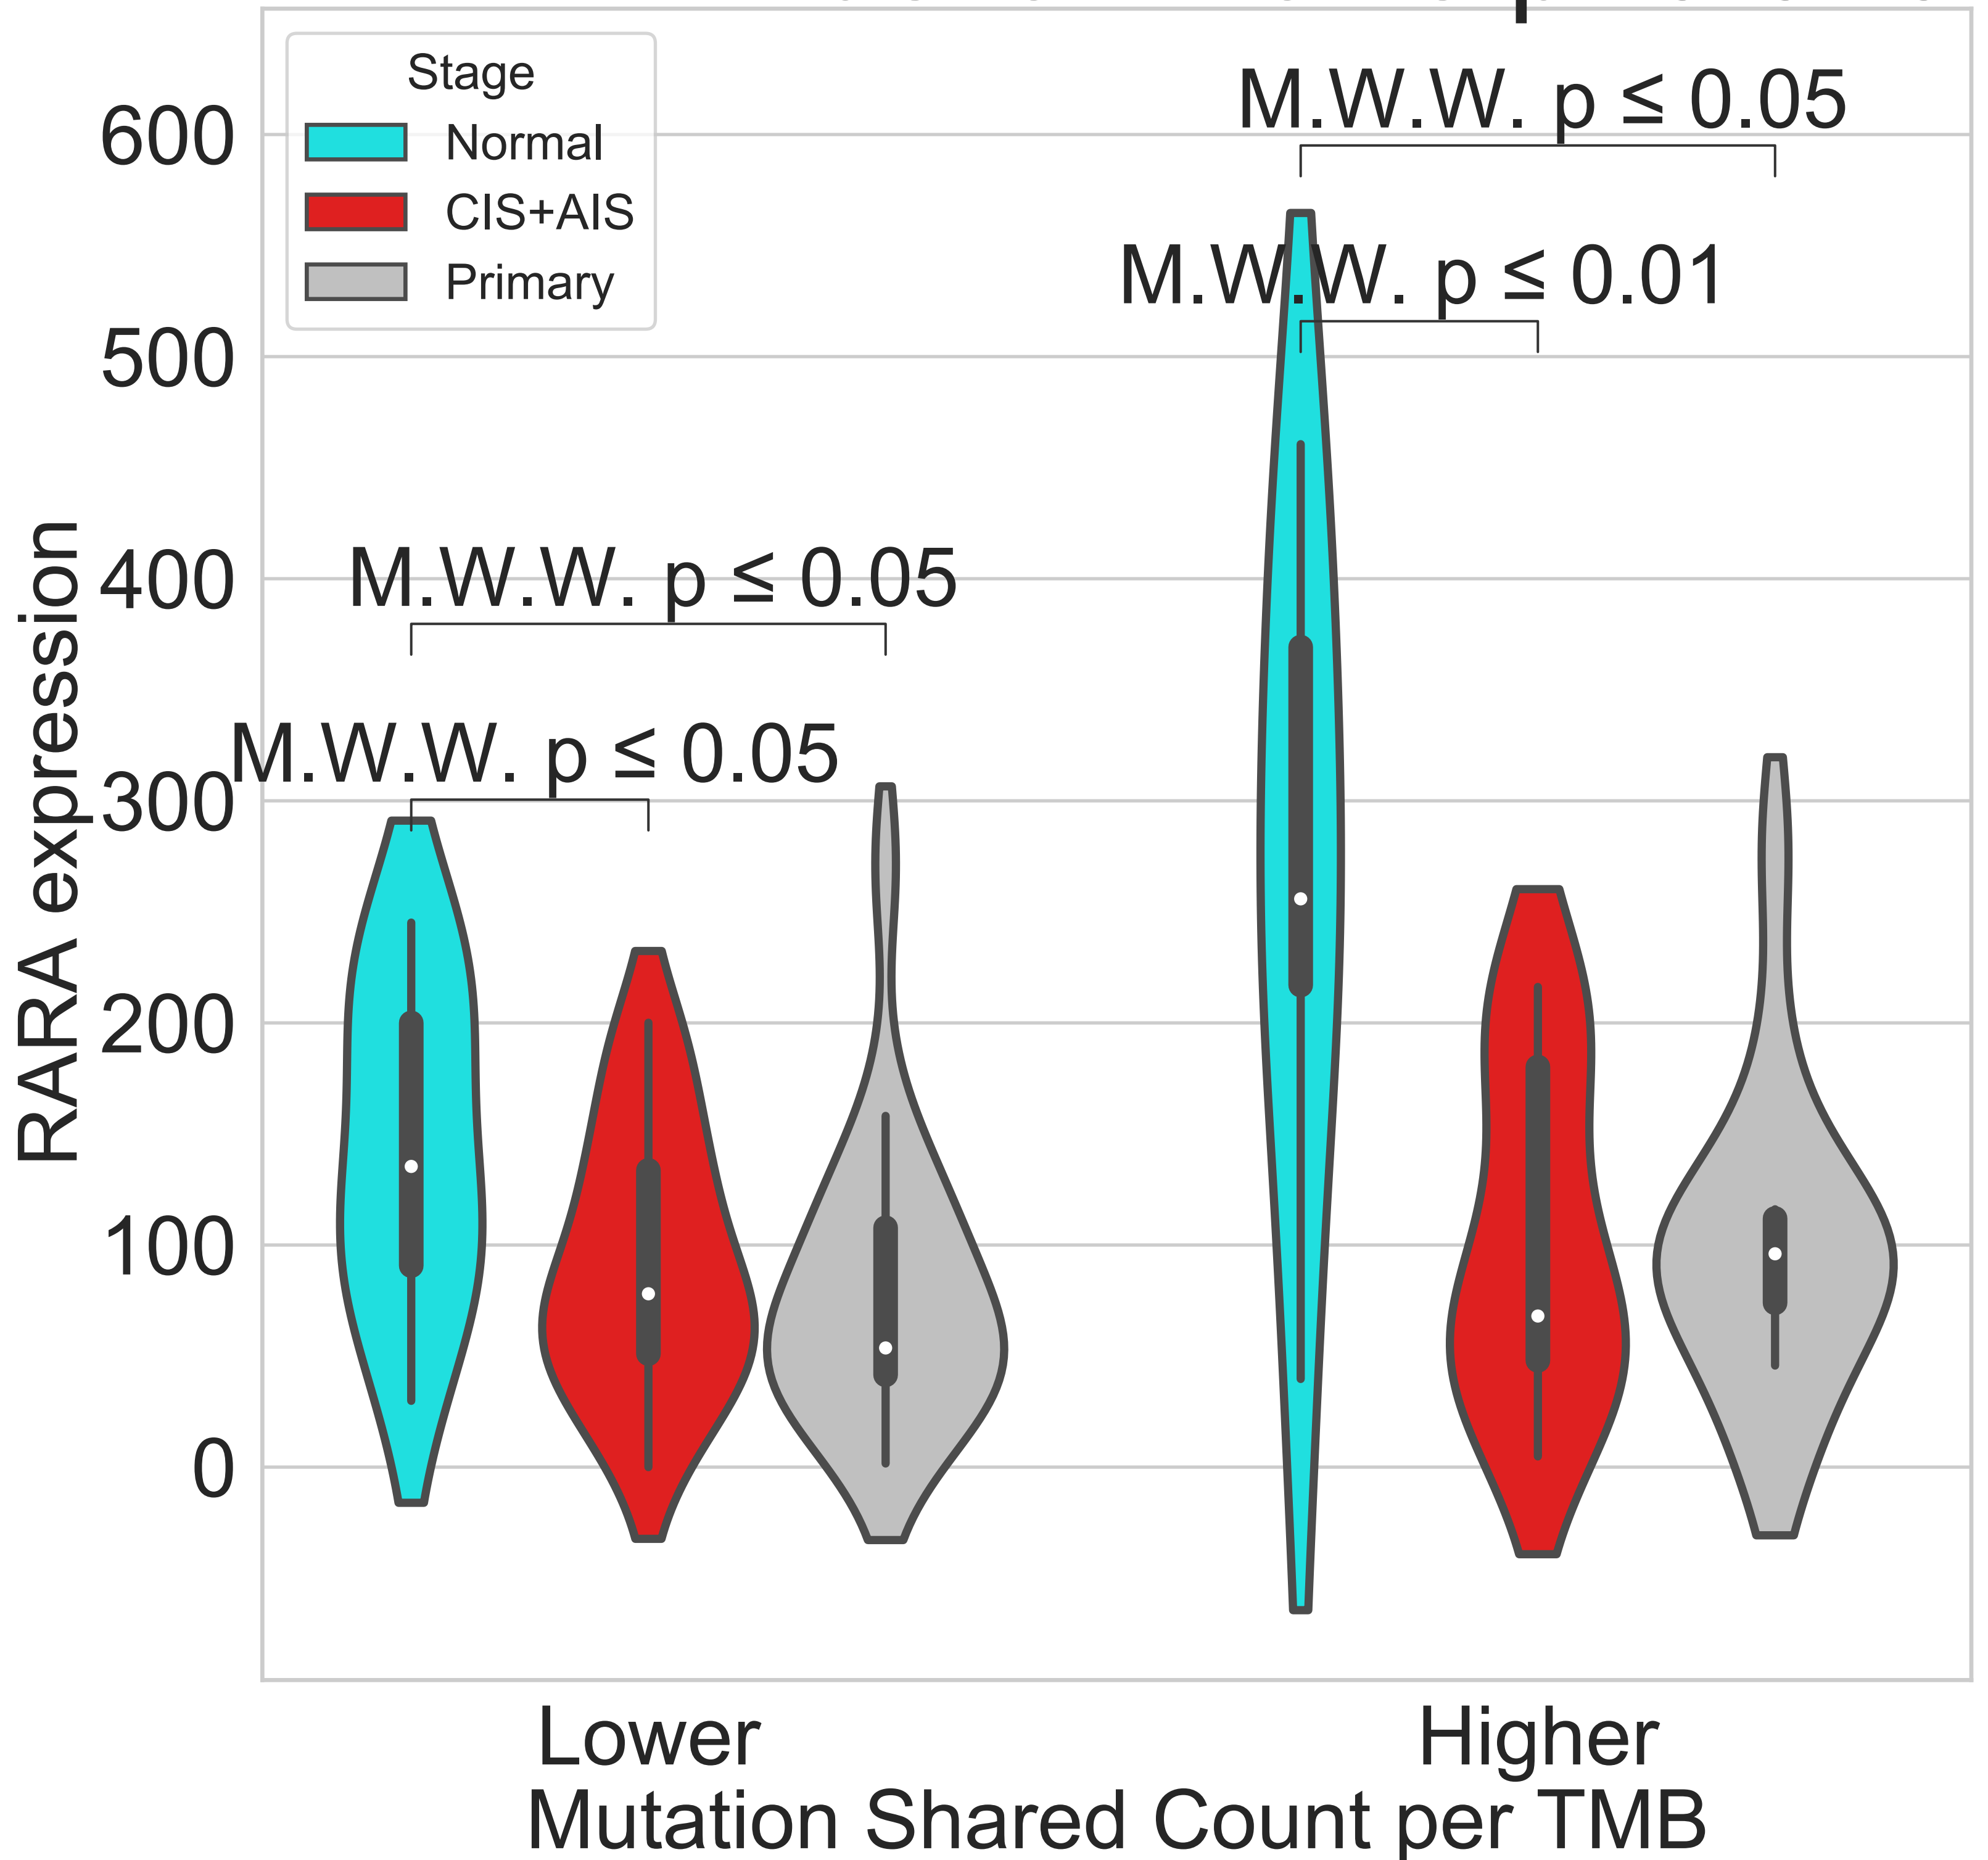 Stage
Normal
CIS+AIS
Primary
M.W.W. p ≤ 0.05
M.W.W. p ≤ 0.01
M.W.W. p ≤ 0.05
M.W.W. p ≤ 0.05
600
500
400
300
200
100
0
RARA expression
Lower
Higher
Mutation Shared Count per TMB